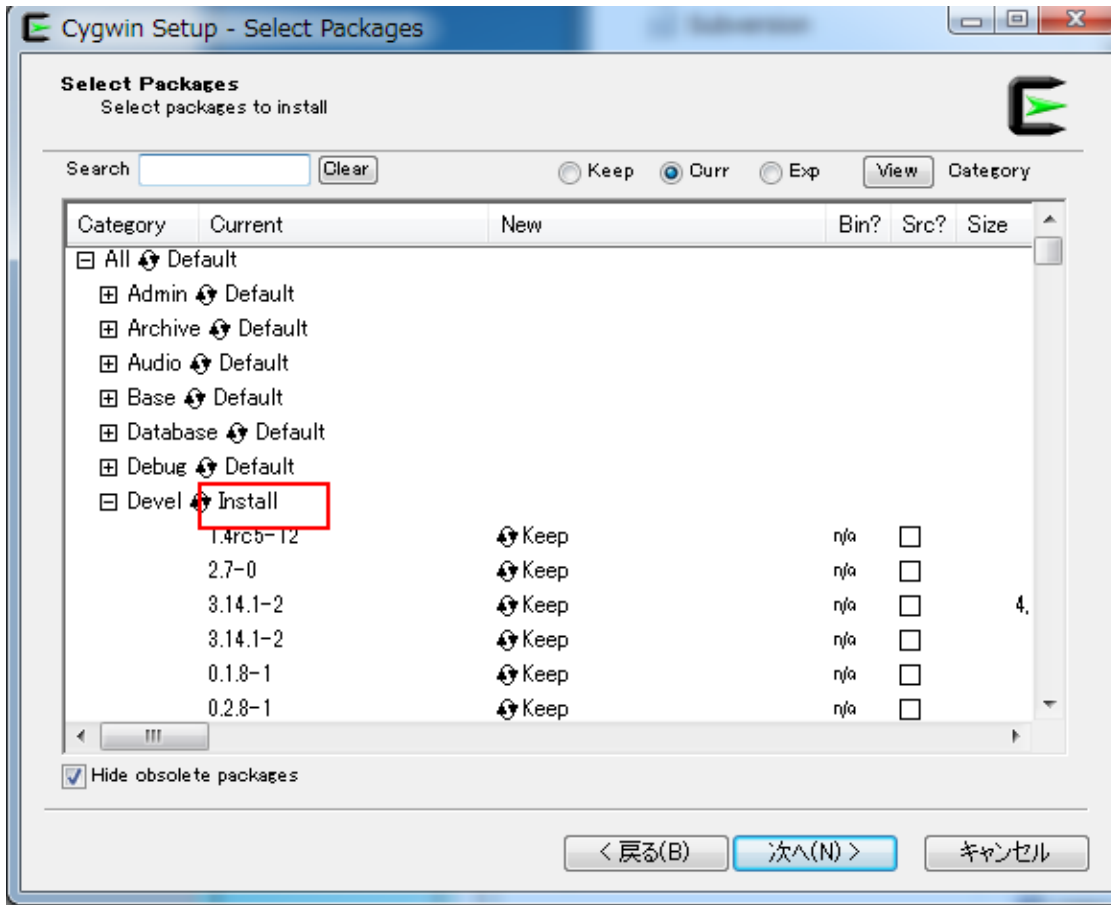 Cygwin Setup - Select Packages
Select Packages
Select packages to install
Search Clear Keep Curr Exp View Category
Category Current New Bin? Src? Size
All Default
Admin Default
Archive Default
Audio Default
Base Default
Database Default
Debug Default
Devel Install
1.4rc5-12 Keep n/a
2.7-0 Keep n/a
3.14.1-2 Keep n/a 4,
3.14.1-2 Keep n/a
0.1.8-1 Keep n/a
0.2.8-1 Keep n/a
Hide obsolete packages
< 戻る(B) 次へ(N) > キャンセル